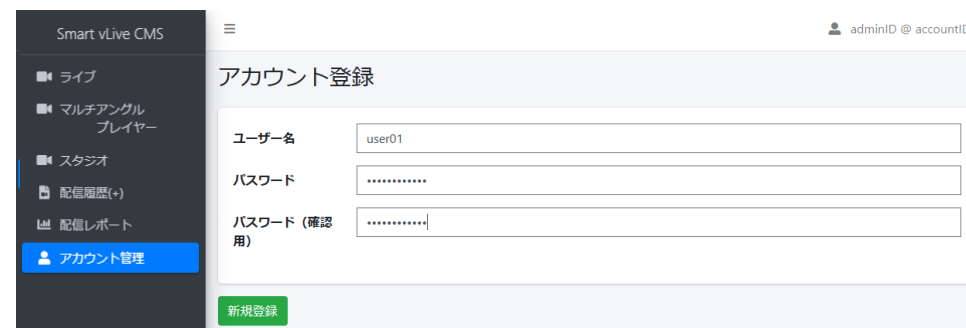 Smart vLive CMS
adminID @ accountID
ライブ
マルチアングル
プレイヤー
スタジオ
配信履歴(+)
配信レポート
アカウント管理
アカウント登録
ユーザー名
user01
パスワード
••••••••••••
パスワード（確認
用）
••••••••••••
新規登録